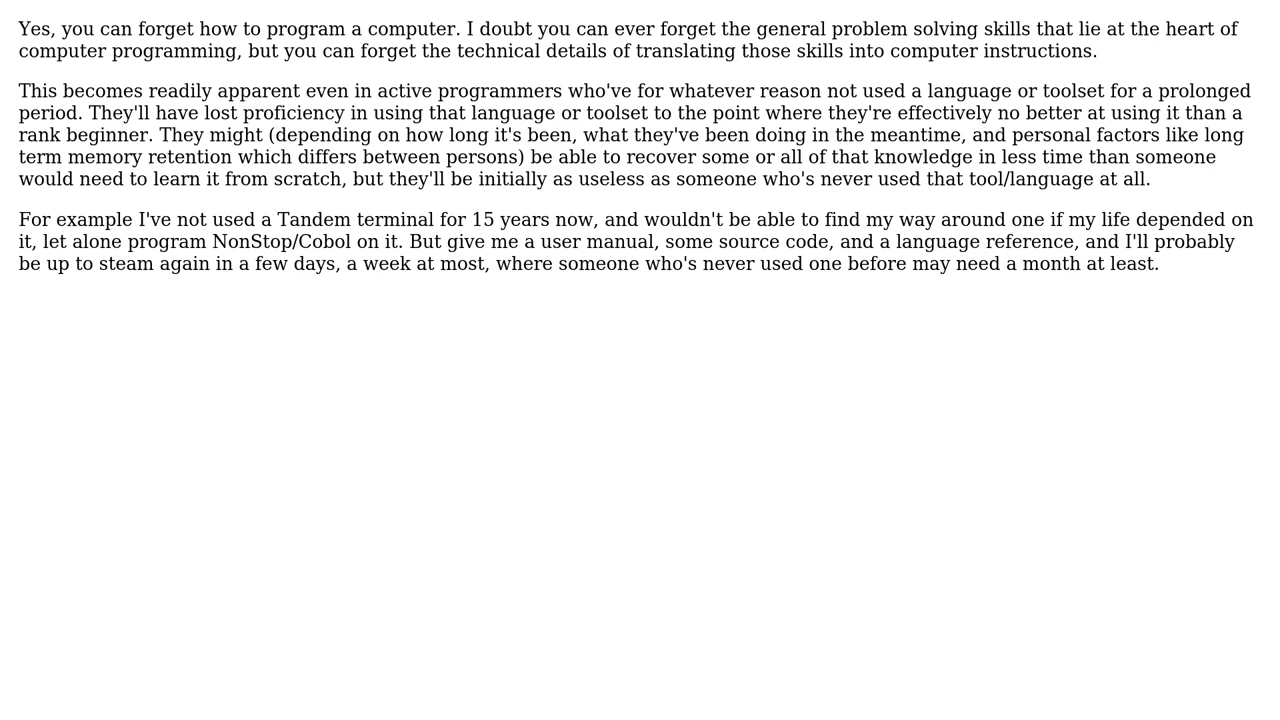 Yes, you can forget how to program a computer. I doubt you can ever forget the general problem solving skills that lie at the heart of
computer programming, but you can forget the technical details of translating those skills into computer instructions.
This becomes readily apparent even in active programmers who've for whatever reason not used a language or toolset for a prolonged
period. They'll have lost proficiency in using that language or toolset to the point where they're effectively no better at using it than a
rank beginner. They might (depending on how long it's been, what they've been doing in the meantime, and personal factors like long
term memory retention which differs between persons) be able to recover some or all of that knowledge in less time than someone
would need to learn it from scratch, but they'll be initially as useless as someone who's never used that tool/language at all.
For example I've not used a Tandem terminal for 15 years now, and wouldn't be able to find my way around one if my life depended on
it, let alone program NonStop/Cobol on it. But give me a user manual, some source code, and a language reference, and I'll probably
be up to steam again in a few days, a week at most, where someone who's never used one before may need a month at least.